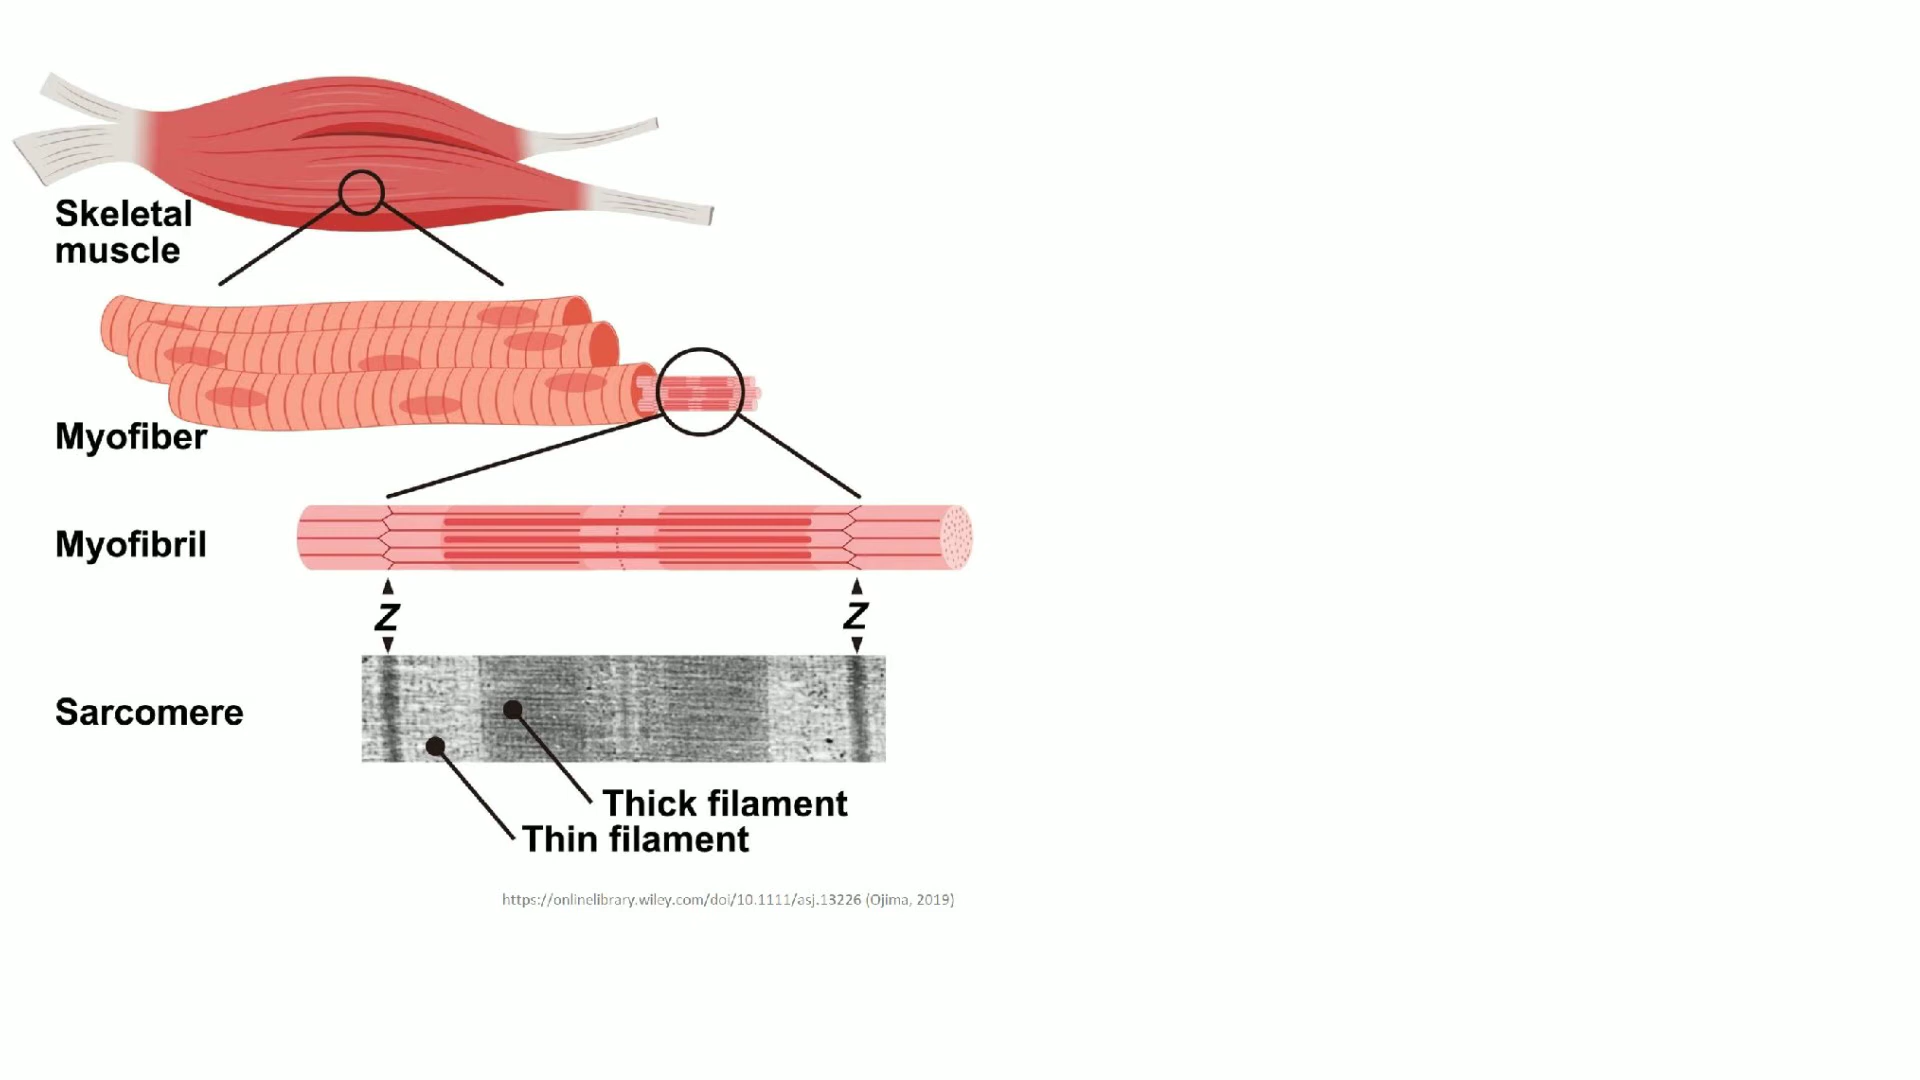 Skeletal
muscle
Myofiber
Myofibril
Z
Z
Sarcomere
Thick filament
Thin filament
https://onlinelibrary.wiley.com/doi/10.1111/asj.13226 (Ojima, 2019)